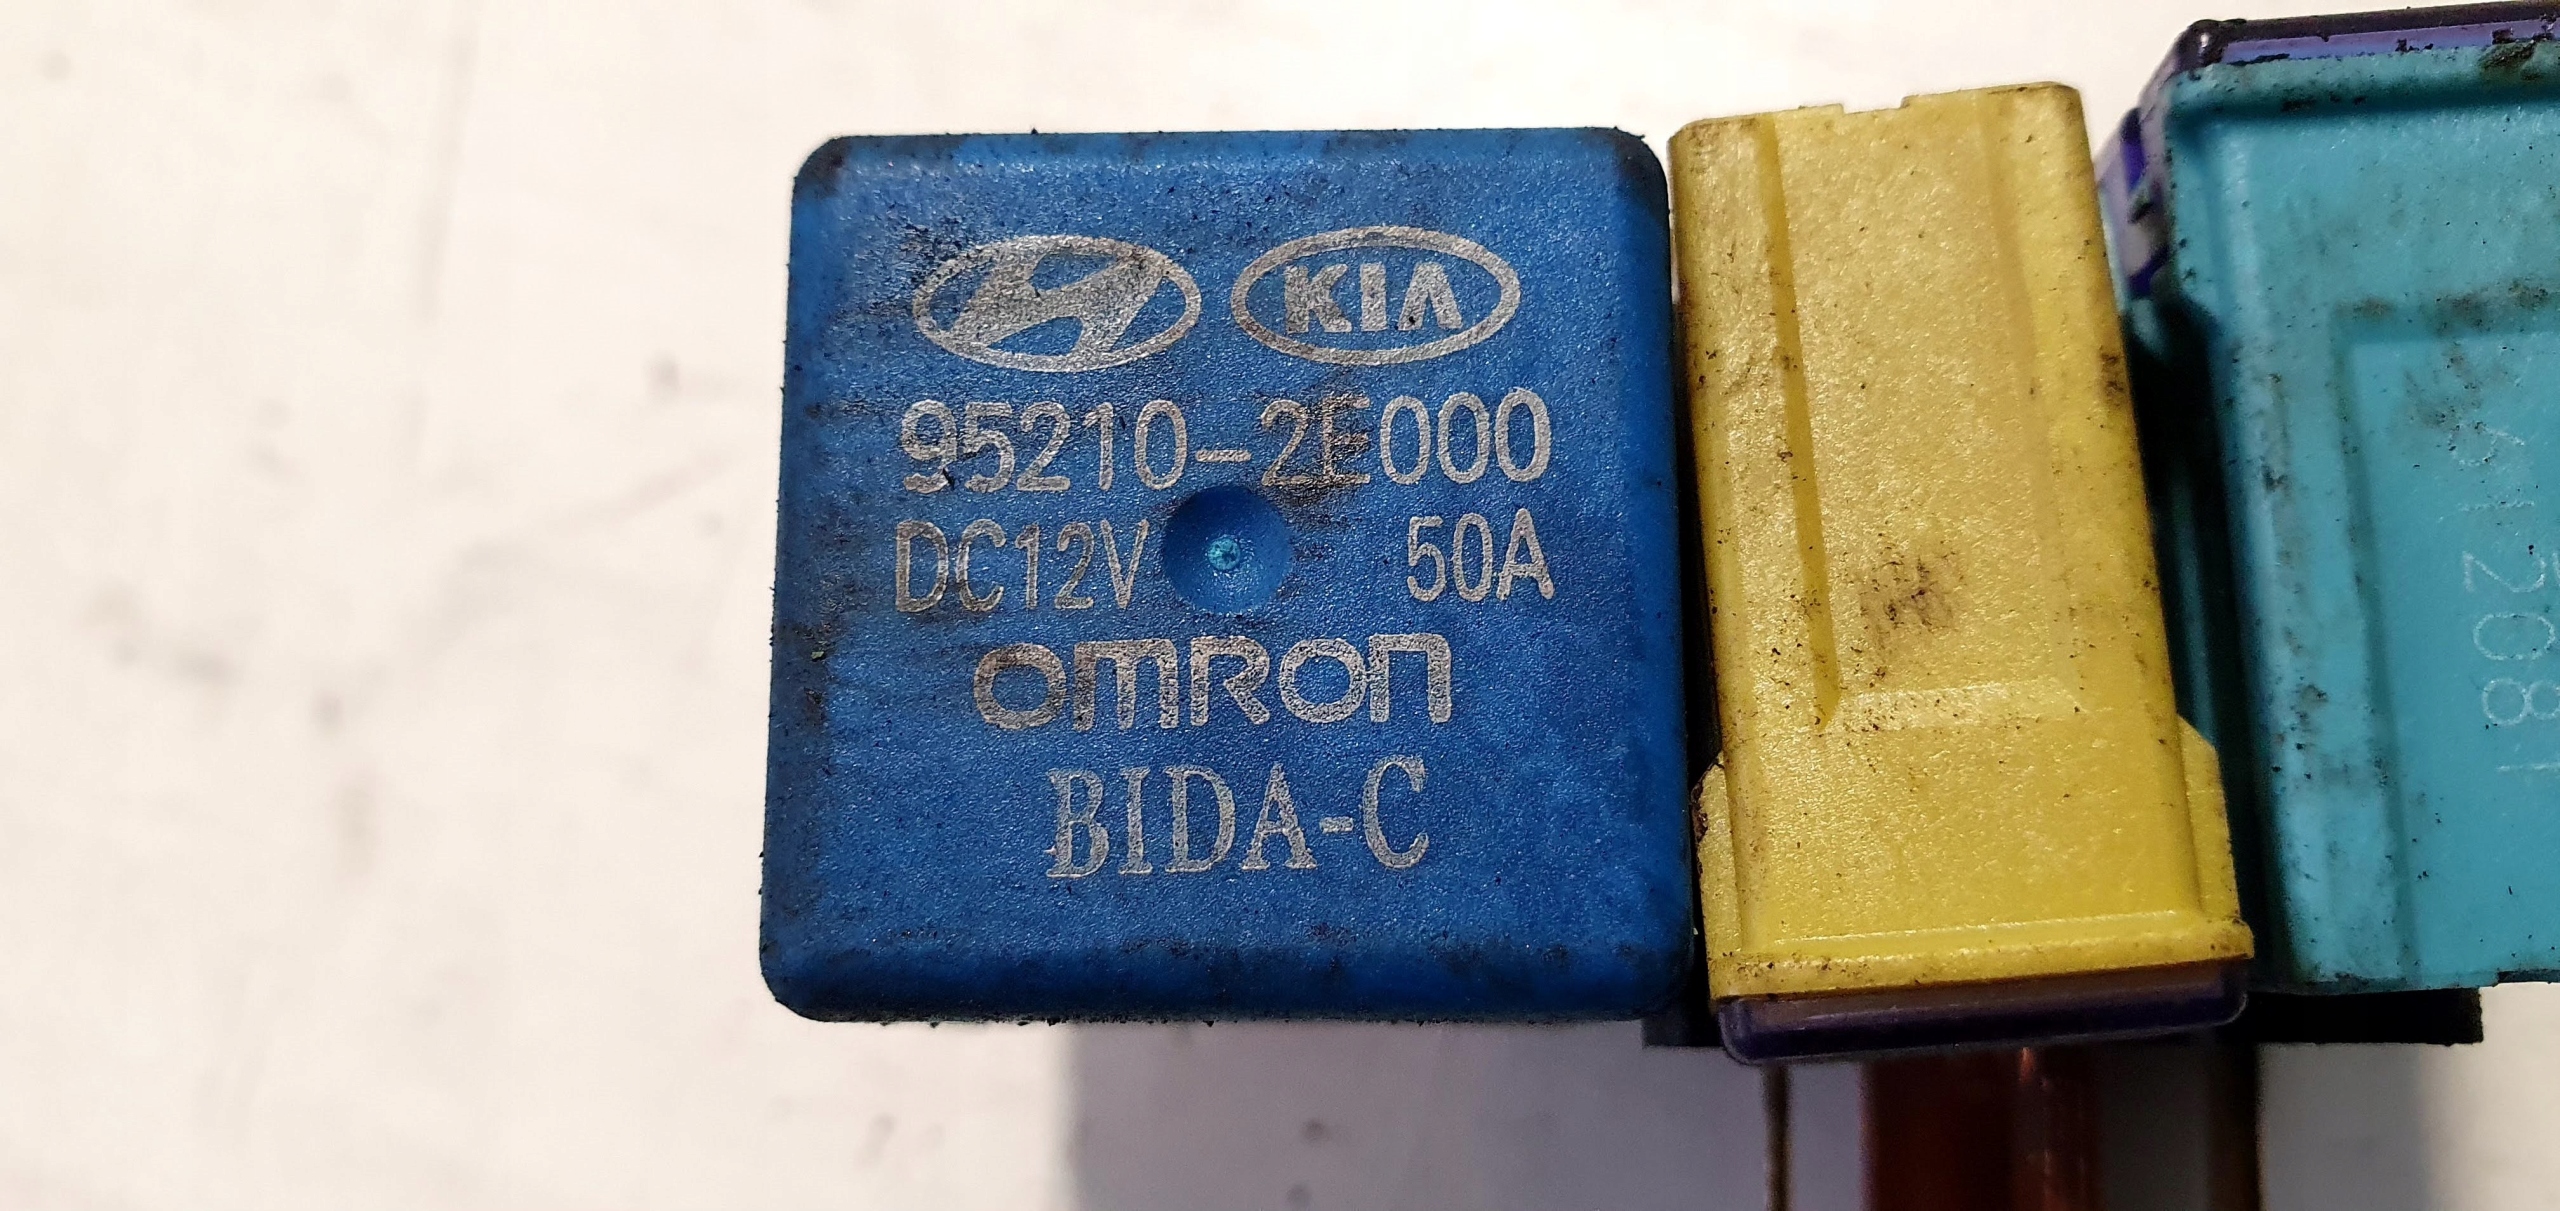 KIA
95210-2E000
DC12V 50A
OMRON
BIDA-C